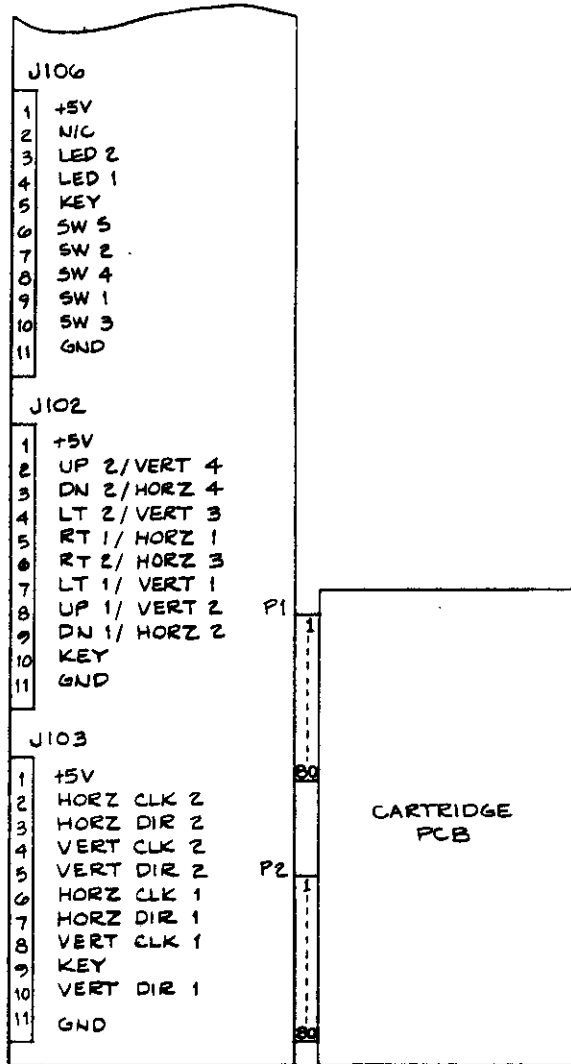 J106
1 +5V
2 N/C
3 LED 2
4 LED 1
5 KEY
6 SW 5
7 SW 2
8 SW 4
9 SW 1
10 SW 3
11 GND
J102
1 +5V
2 UP 2/VERT 4
3 DN 2/HORZ 4
4 LT 2/VERT 3
5 RT 1/HORZ 1
6 RT 2/HORZ 3
7 LT 1/VERT 1
8 UP 1/VERT 2
9 DN 1/HORZ 2
10 KEY
11 GND
J103
1 +5V
2 HORZ CLK 2
3 HORZ DIR 2
4 VERT CLK 2
5 VERT DIR 2
6 HORZ CLK 1
7 HORZ DIR 1
8 VERT CLK 1
9 KEY
10 VERT DIR 1
11 GND
P1
1
80
P2
1
80
CARTRIDGE
PCB